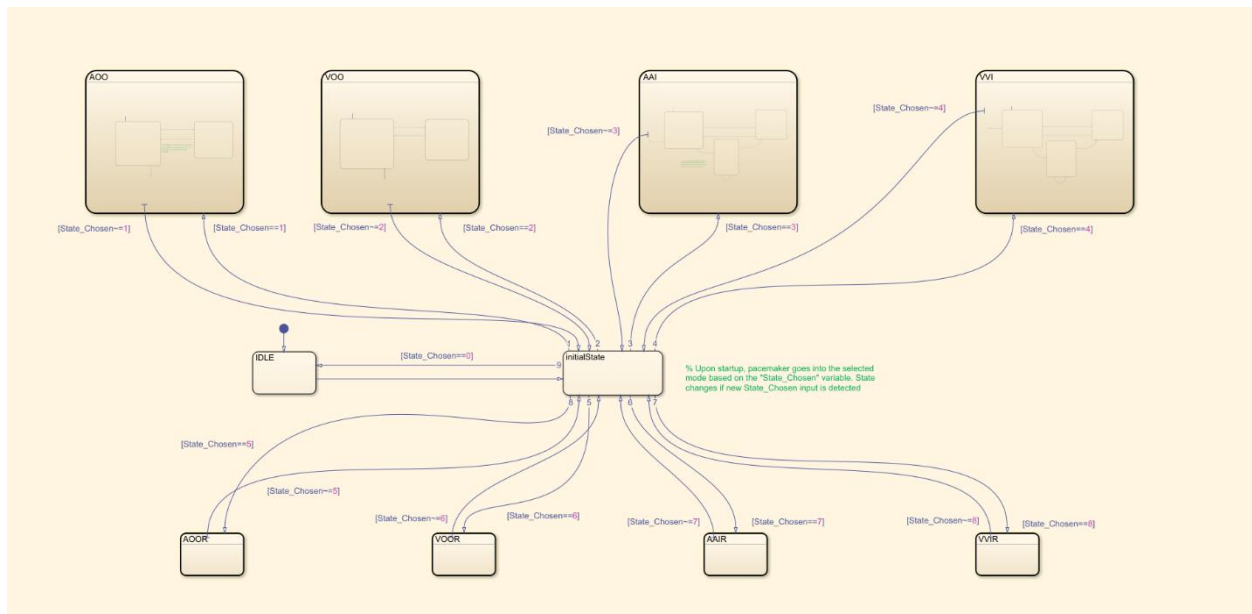 AOO
VOO
AAI
VVI
[State_Chosen~=3]
[State_Chosen~=4]
[State_Chosen~=1]
[State_Chosen==1]
[State_Chosen~=2]
[State_Chosen==2]
[State_Chosen==3]
[State_Chosen==4]
1
2
3
4
IDLE
[State_Chosen==0]
9
initialState
% Upon startup, pacemaker goes into the selected
mode based on the "State_Chosen" variable. State
changes if new State_Chosen input is detected
8
5
6
7
[State_Chosen==5]
[State_Chosen~=5]
[State_Chosen~=6]
[State_Chosen==6]
[State_Chosen~=7]
[State_Chosen==7]
[State_Chosen~=8]
[State_Chosen==8]
AOOR
VOOR
AAIR
VVIR